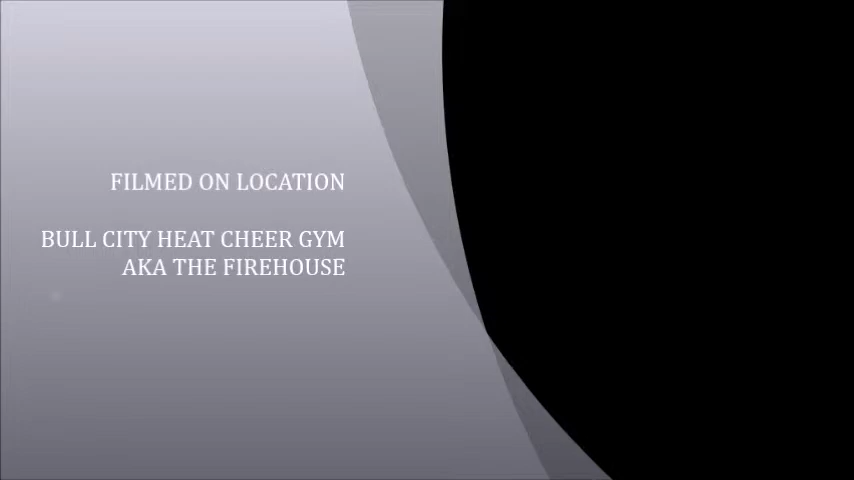 FILMED ON LOCATION
BULL CITY HEAT CHEER GYM
AKA THE FIREHOUSE